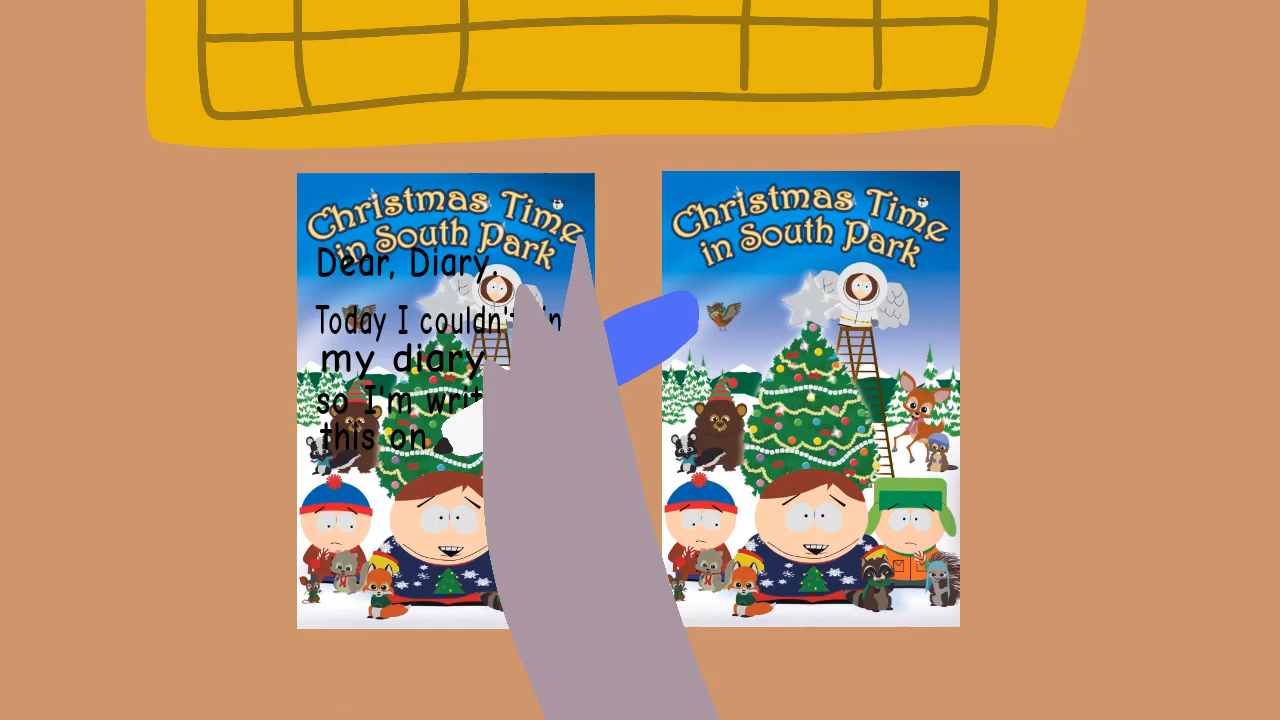 Christmas Time
in South Park
Dear, Diary.
Today I couldn't
my diary
so I'm writ
this on
Christmas Time
in South Park